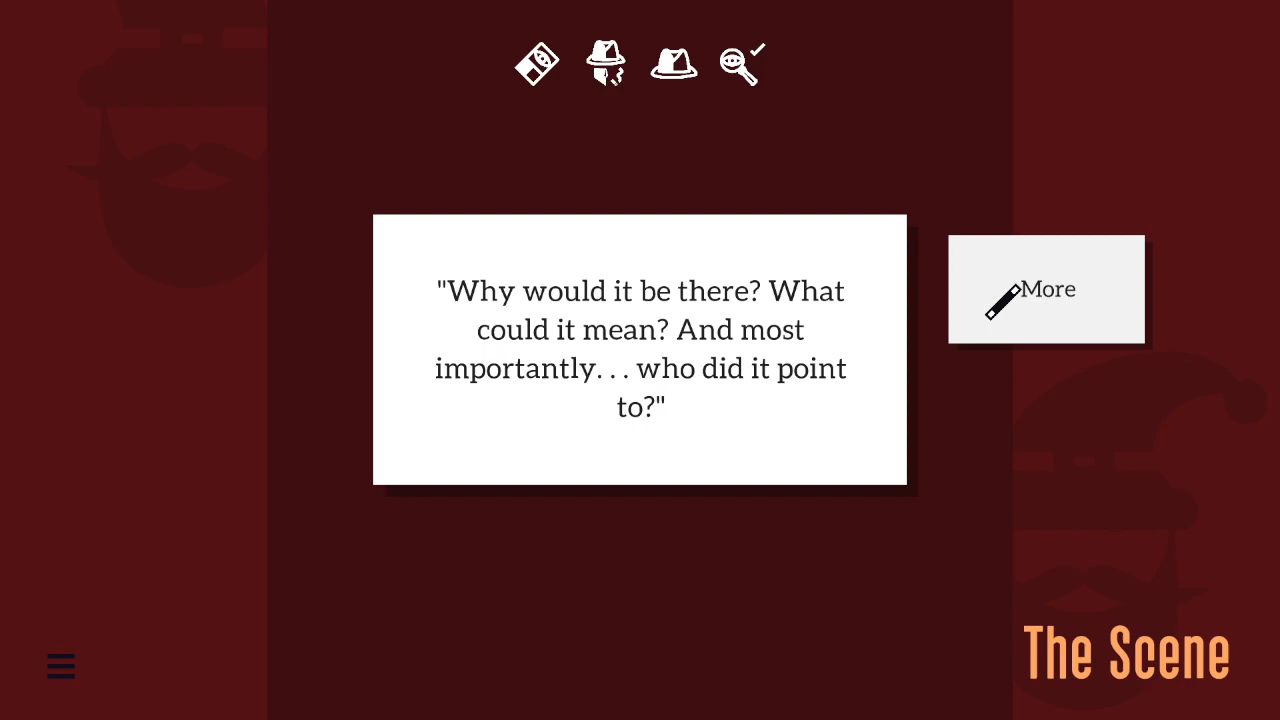 "Why would it be there? What
could it mean? And most
importantly. . . who did it point
to?"
More
The Scene